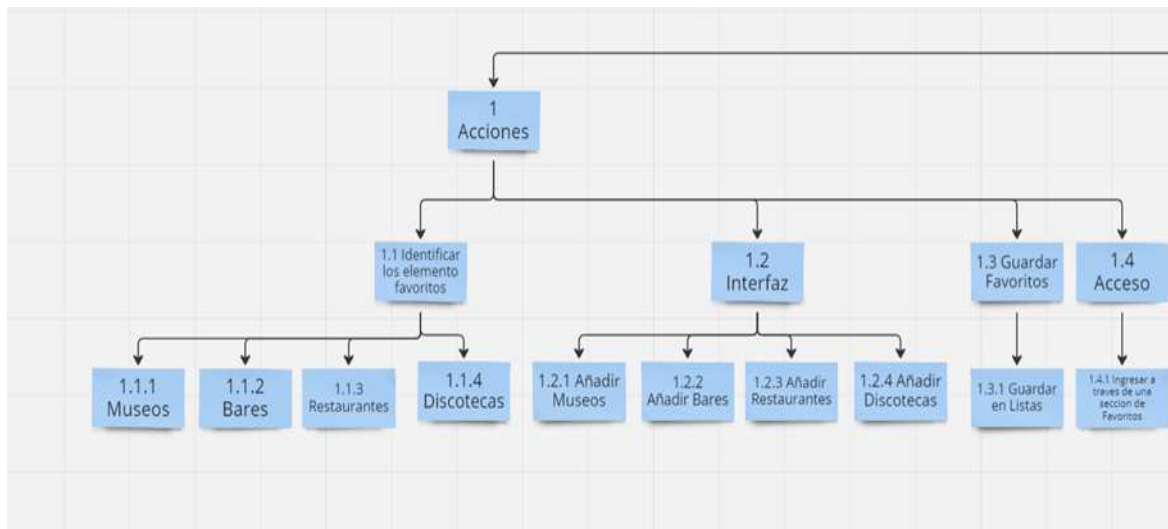 1
Acciones
1.1 Identificar
los elemento
favoritos
1.2
Interfaz
1.3 Guardar
Favoritos
1.4
Acceso
1.1.1
Museos
1.1.2
Bares
1.1.3
Restaurantes
1.1.4
Discotecas
1.2.1 Añadir
Museos
1.2.2
Añadir Bares
1.2.3 Añadir
Restaurantes
1.2.4 Añadir
Discotecas
1.3.1 Guardar
en Listas
1.4.1 Ingresar a
traves de una
seccion de
Favoritos